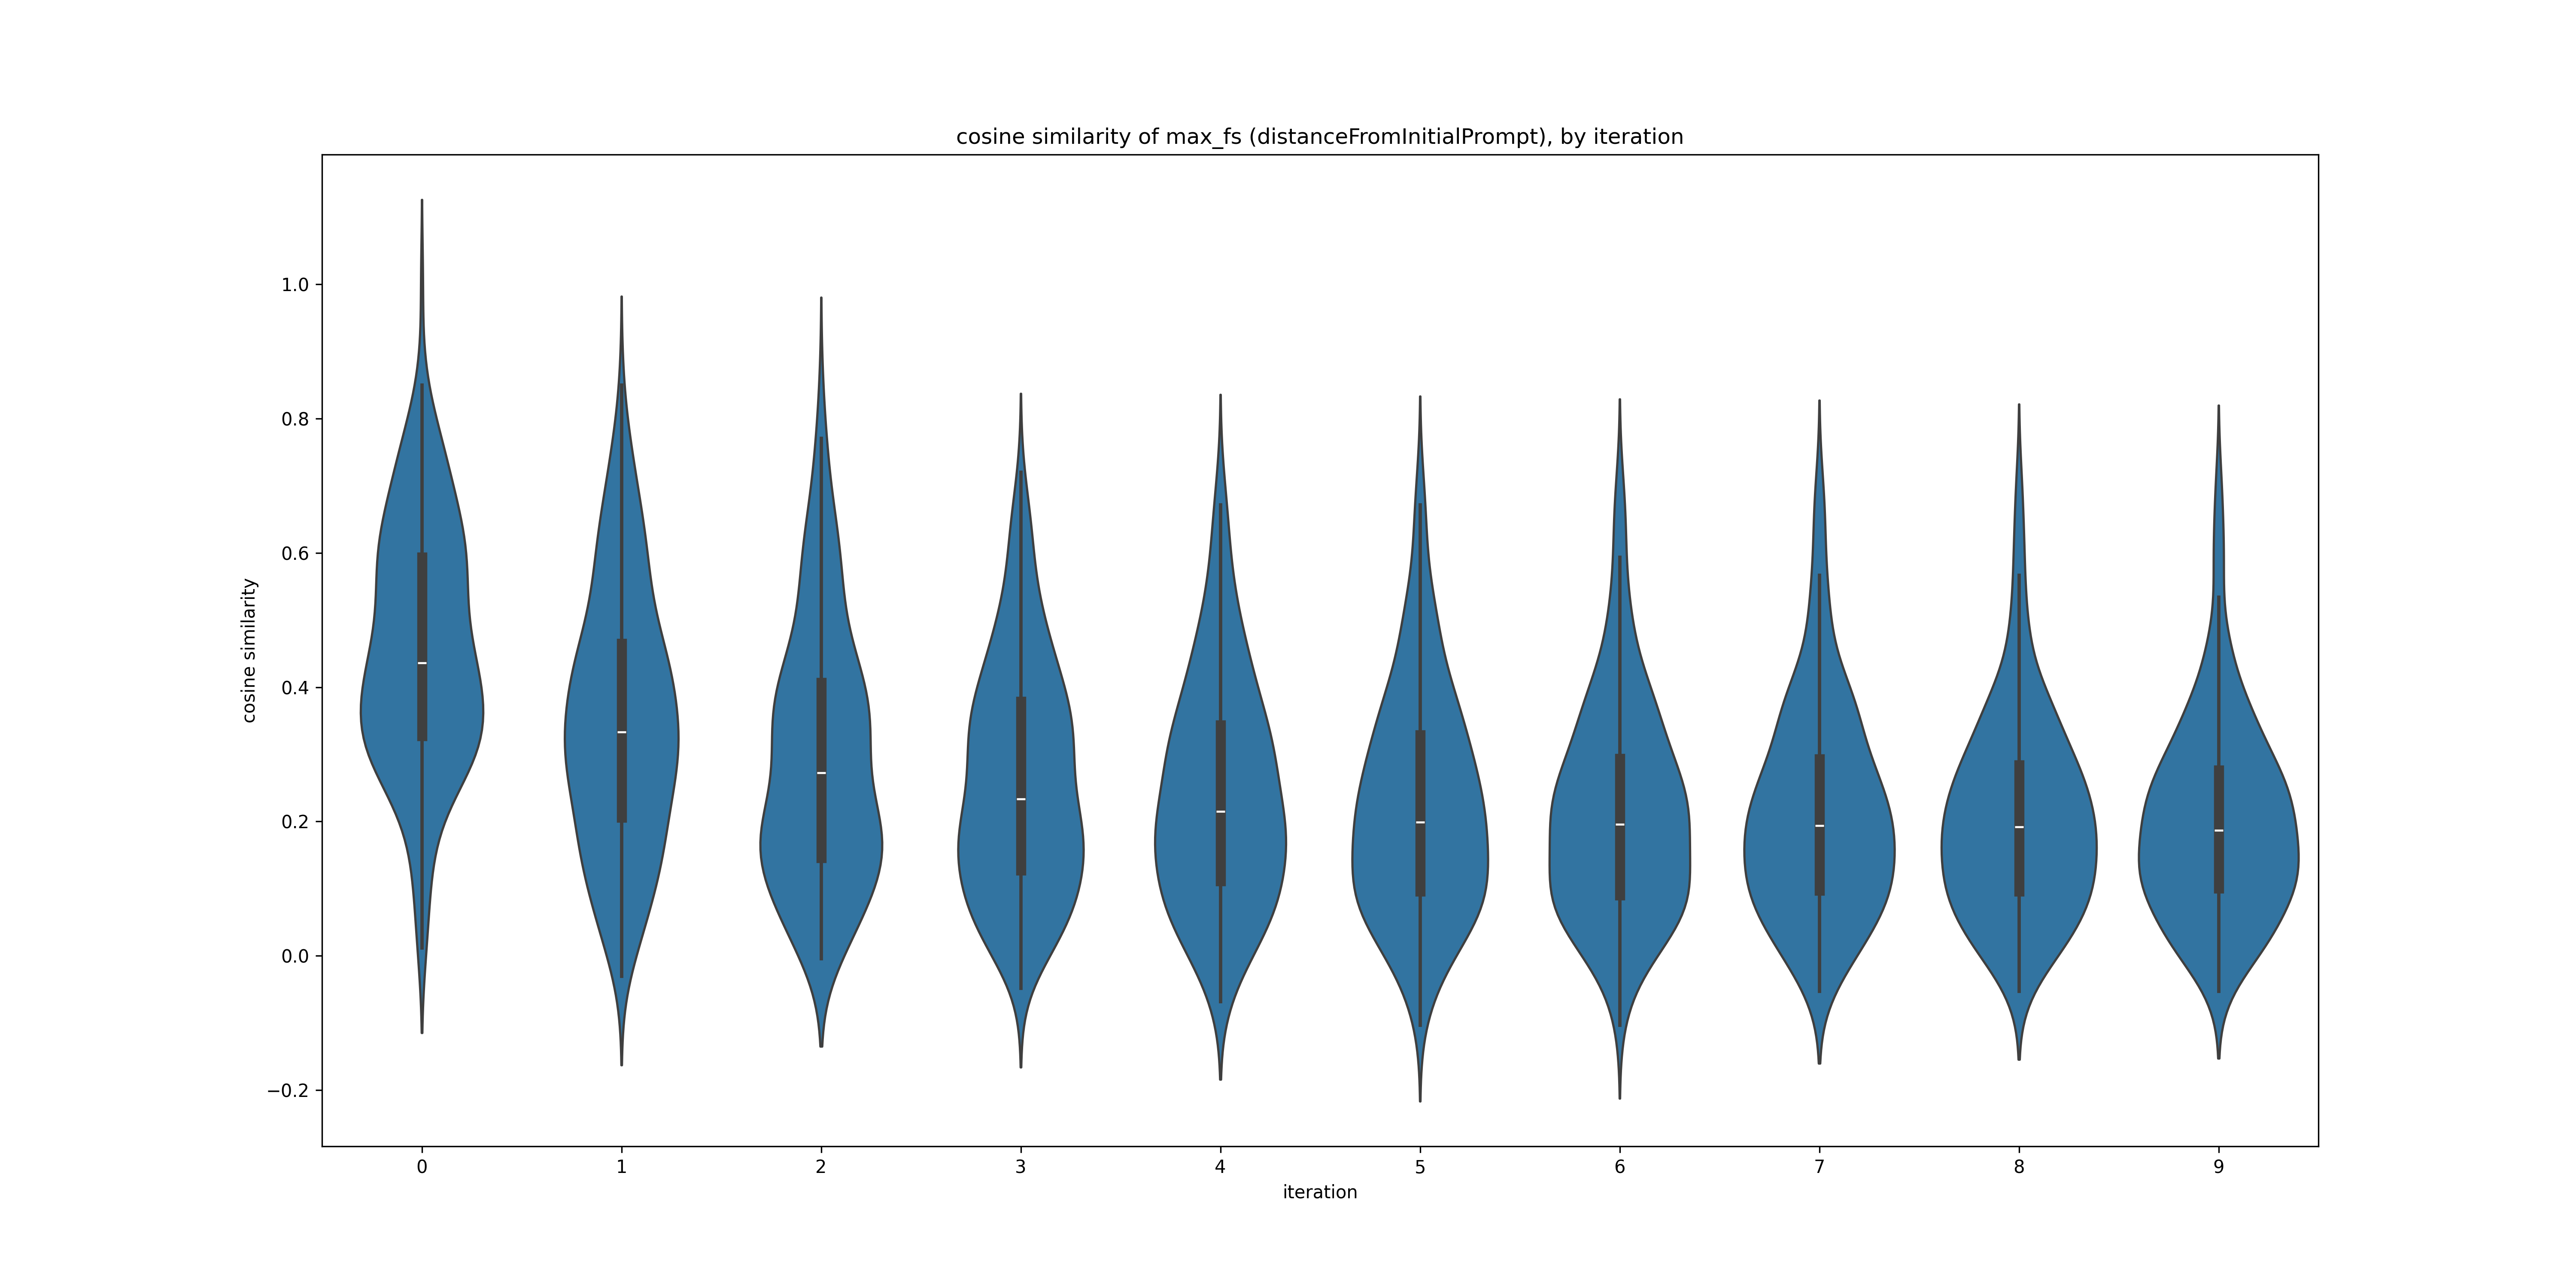 cosine similarity of max_fs (distanceFromInitialPrompt), by iteration
cosine similarity
1.0
0.8
0.6
0.4
0.2
0.0
−0.2
0 1 2 3 4 5 6 7 8 9
iteration